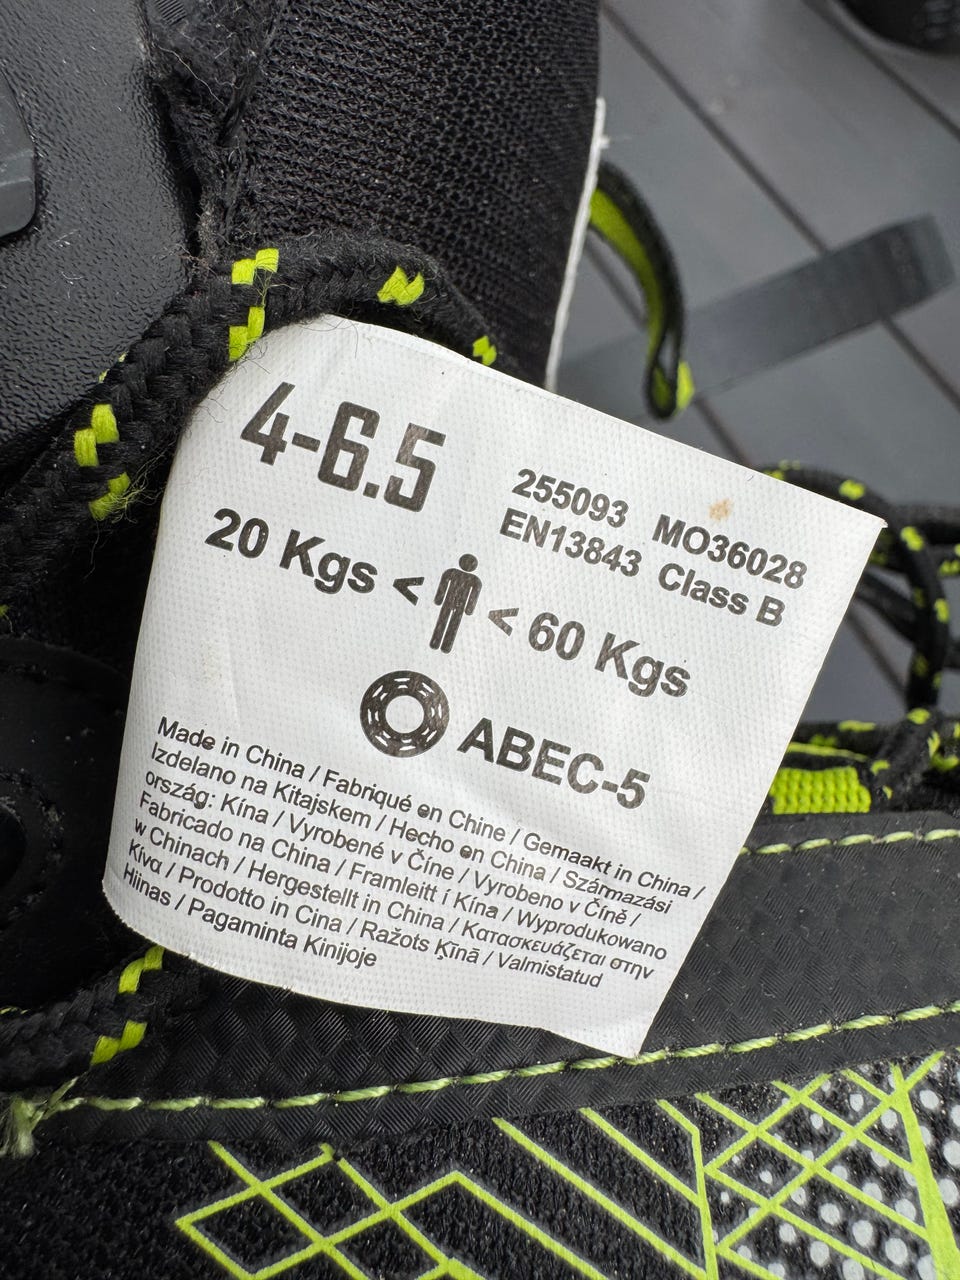 4-6.5
255093 MO36028
EN13843 Class B
20 Kgs < < 60 Kgs
ABEC-5
Made in China / Fabriqué en Chine / Gemaakt in China /
Izdelano na Kitajskem / Hecho en China / Származási
ország: Kína / Vyrobené v Číne / Vyrobeno v Číně /
Fabricado na China / Framleitt í Kína / Wyprodukowano
w Chinach / Hergestellt in China / Κατασκευάζεται στην
Κίνα / Prodotto in Cina / Ražots Ķīnā / Valmistatud
Hiinas / Pagaminta Kinijoje